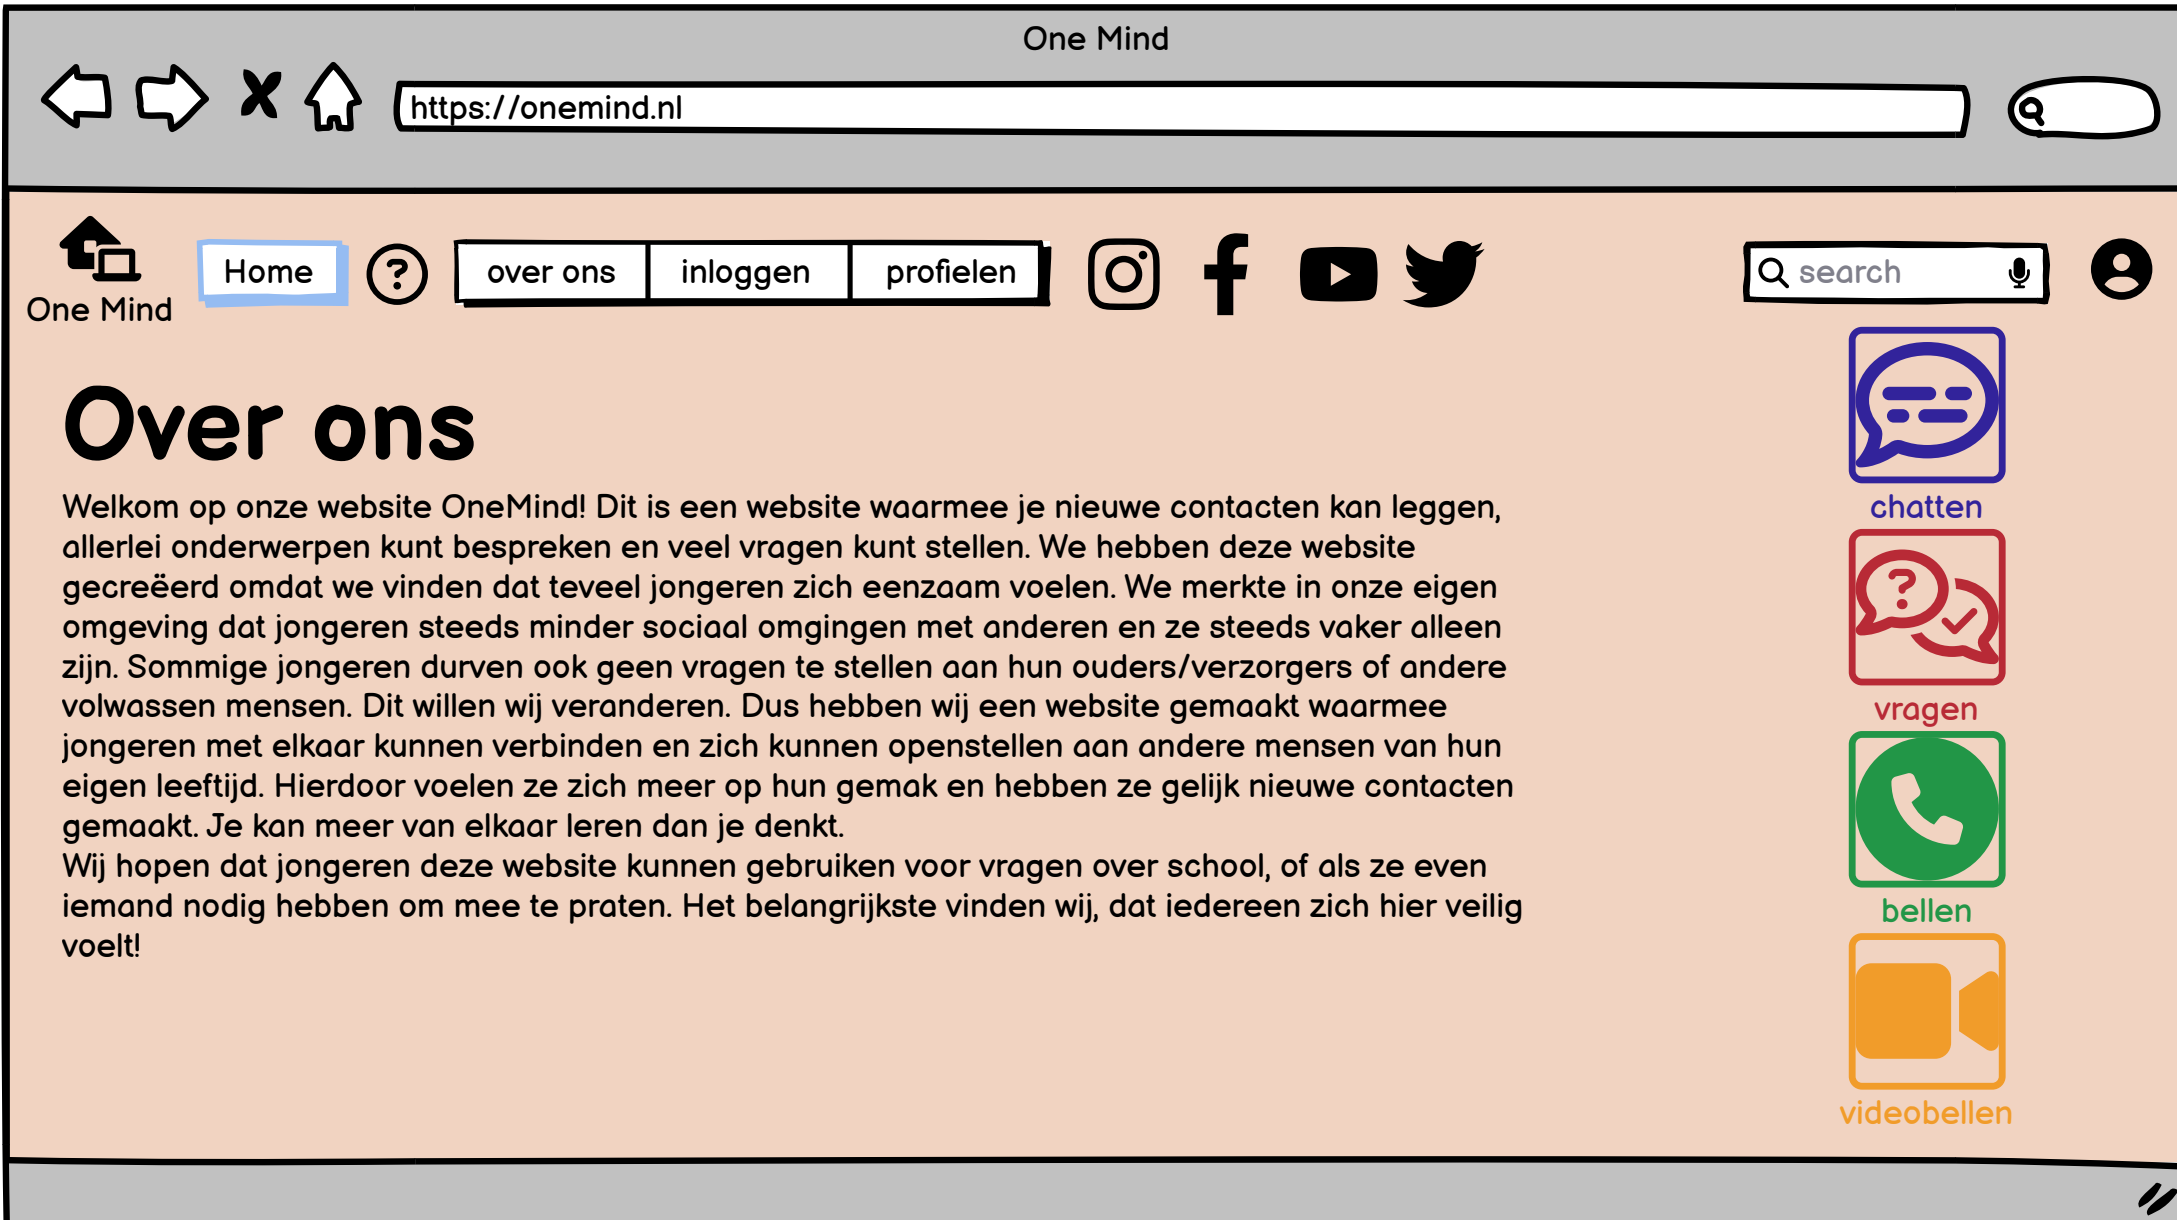 One Mind
https://onemind.nl
Home
over ons
inloggen
profielen
search
One Mind
Over ons
Welkom op onze website OneMind! Dit is een website waarmee je nieuwe contacten kan leggen,
allerlei onderwerpen kunt bespreken en veel vragen kunt stellen. We hebben deze website
gecreëerd omdat we vinden dat teveel jongeren zich eenzaam voelen. We merkte in onze eigen
omgeving dat jongeren steeds minder sociaal omgingen met anderen en ze steeds vaker alleen
zijn. Sommige jongeren durven ook geen vragen te stellen aan hun ouders/verzorgers of andere
volwassen mensen. Dit willen wij veranderen. Dus hebben wij een website gemaakt waarmee
jongeren met elkaar kunnen verbinden en zich kunnen openstellen aan andere mensen van hun
eigen leeftijd. Hierdoor voelen ze zich meer op hun gemak en hebben ze gelijk nieuwe contacten
gemaakt. Je kan meer van elkaar leren dan je denkt.
Wij hopen dat jongeren deze website kunnen gebruiken voor vragen over school, of als ze even
iemand nodig hebben om mee te praten. Het belangrijkste vinden wij, dat iedereen zich hier veilig
voelt!
chatten
vragen
bellen
videobellen